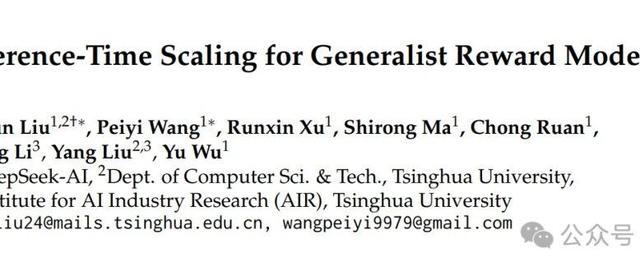 erence-Time Scaling for Generalist Reward Mode
n Liu1,2†*, Peiyi Wang1*, Runxin Xu1, Shirong Ma1, Chong Ruan1,
g Li3, Yang Liu2,3, Yu Wu1
epSeek-AI, 2Dept. of Computer Sci. & Tech., Tsinghua University,
titute for AI Industry Research (AIR), Tsinghua University
liu24@mails.tsinghua.edu.cn, wangpeiyi9979@gmail.com
公众号